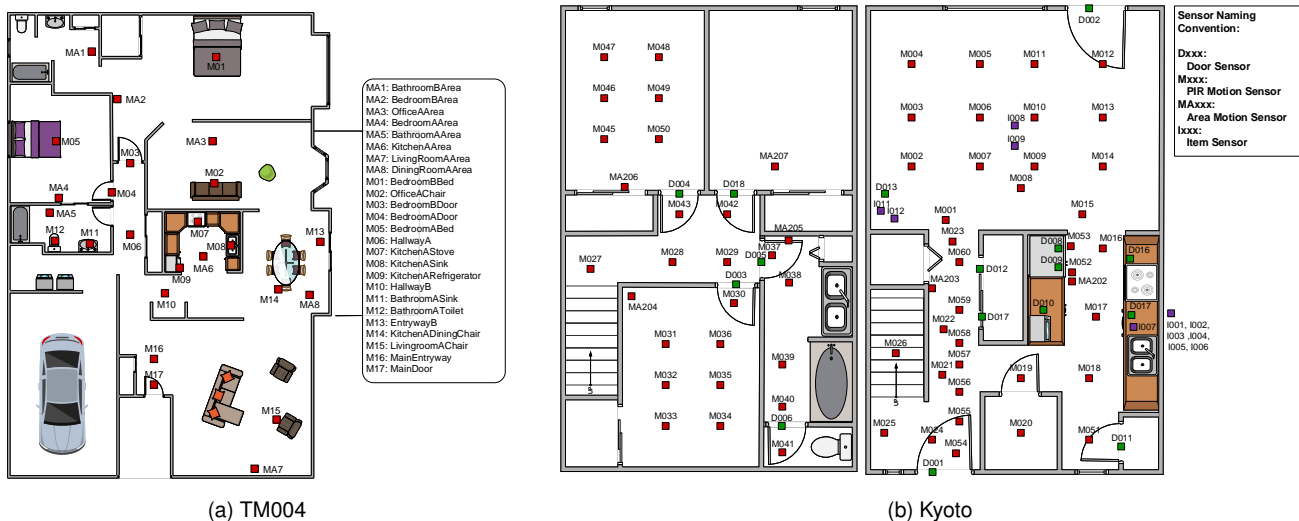 MA1
M01
MA2
M05
MA3
M03
M02
M04
MA4
MA5
M12
M11
M06
M07
M08
MA6
M09
M10
M13
M14
MA8
M16
M17
M15
MA7
MA1: BathroomBArea
MA2: BedroomBArea
MA3: OfficeAArea
MA4: BedroomAArea
MA5: BathroomAArea
MA6: KitchenAArea
MA7: LivingRoomAArea
MA8: DiningRoomAArea
M01: BedroomBBed
M02: OfficeAChair
M03: BedroomBDoor
M04: BedroomADoor
M05: BedroomABed
M06: HallwayA
M07: KitchenAStove
M08: KitchenASink
M09: KitchenARefrigerator
M10: HallwayB
M11: BathroomASink
M12: BathroomAToilet
M13: EntrywayB
M14: KitchenADiningChair
M15: LivingroomAChair
M16: MainEntryway
M17: MainDoor
(a) TM004
M047
M048
M046
M049
M045
M050
MA206
D004
M043
D018
M042
MA207
MA205
M037
D005
M027
M028
M029
M038
D003
M030
MA204
M031
M036
M032
M035
M033
M034
M039
M040
D006
M041
D002
M004
M005
M011
M012
M003
M006
M010
M013
I008
I009
M002
M007
M009
M014
M008
D013
I011
I012
M001
M015
M023
M060
D008
M053
M016
D016
D009
M052
D012
MA202
MA203
M059
D017
D010
M017
D017
I007
I001, I002,
I003 ,I004,
I005, I006
M022
M058
M026
M057
M021
M056
M019
M018
M055
M025
M024
M054
M020
M051
D011
D001
Sensor Naming
Convention:
Dxxx:
Door Sensor
Mxxx:
PIR Motion Sensor
MAxxx:
Area Motion Sensor
Ixxx:
Item Sensor
(b) Kyoto